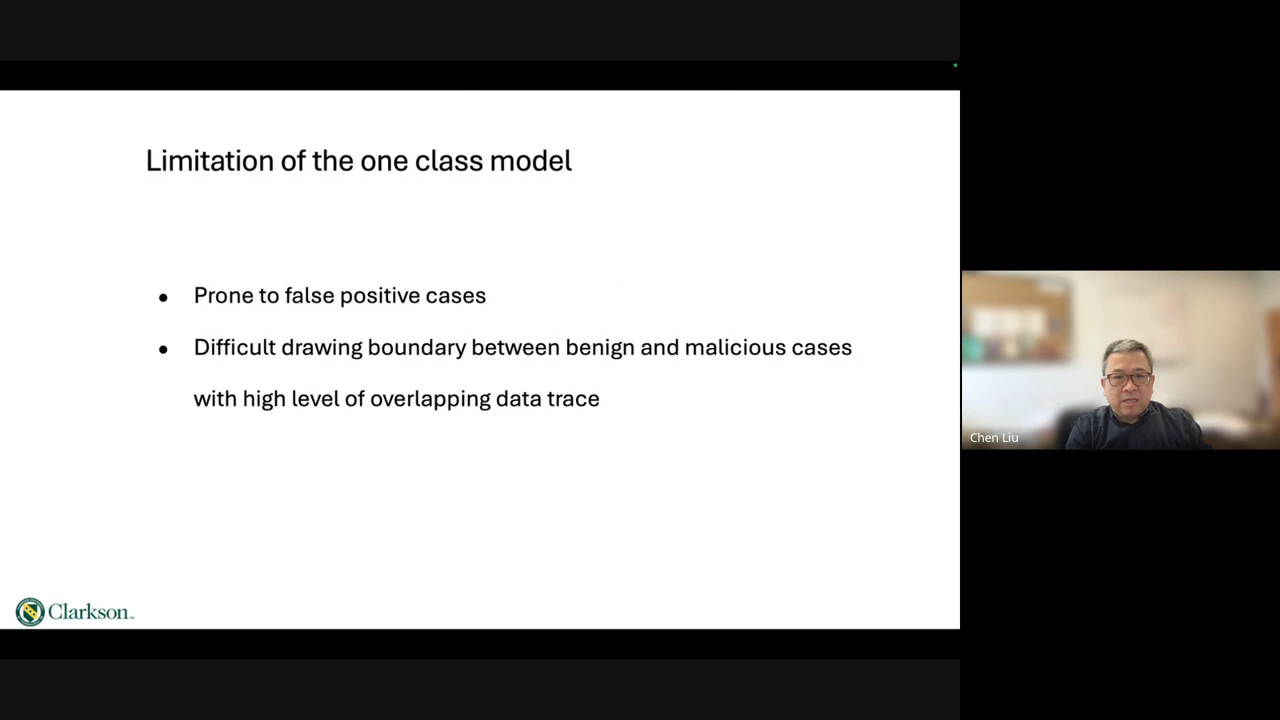 Limitation of the one class model
● Prone to false positive cases
● Difficult drawing boundary between benign and malicious cases
with high level of overlapping data trace
Clarkson
Chen Liu